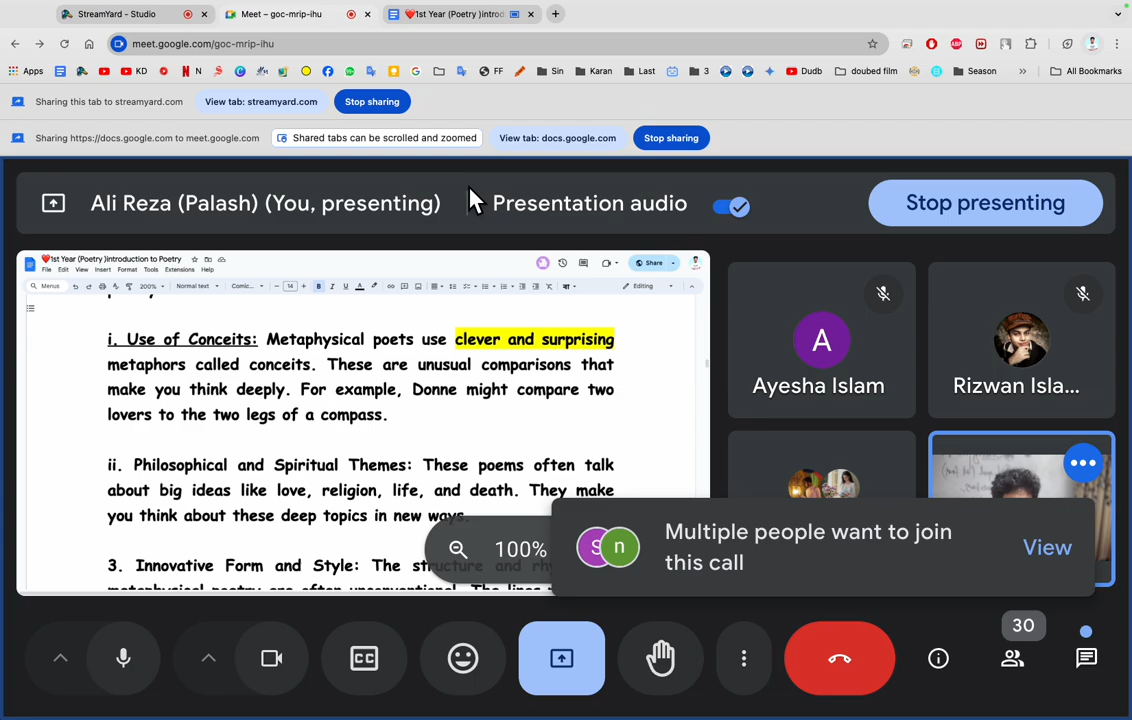 StreamYard - Studio
Meet – goc-mrip-ihu
❤️1st Year (Poetry )introd
meet.google.com/goc-mrip-ihu
Apps
KD
N
S
FF
Sin
Karan
Last
3
Dudb
doubed film
Season
»
All Bookmarks
Sharing this tab to streamyard.com
View tab: streamyard.com
Stop sharing
Sharing https://docs.google.com to meet.google.com
Shared tabs can be scrolled and zoomed
View tab: docs.google.com
Stop sharing
Ali Reza (Palash) (You, presenting)
Presentation audio
Stop presenting
❤️1st Year (Poetry )introduction to Poetry
File Edit View Insert Format Tools Extensions Help
Share
Menus
200%
Normal text
Comic...
14
B I U A
Editing
i. Use of Conceits: Metaphysical poets use clever and surprising
metaphors called conceits. These are unusual comparisons that
make you think deeply. For example, Donne might compare two
lovers to the two legs of a compass.
ii. Philosophical and Spiritual Themes: These poems often talk
about big ideas like love, religion, life, and death. They make
you think about these deep topics in new ways.
3. Innovative Form and Style: The structure and
A
Ayesha Islam
Rizwan Isla...
100%
S
n
Multiple people want to join
this call
View
CC
30